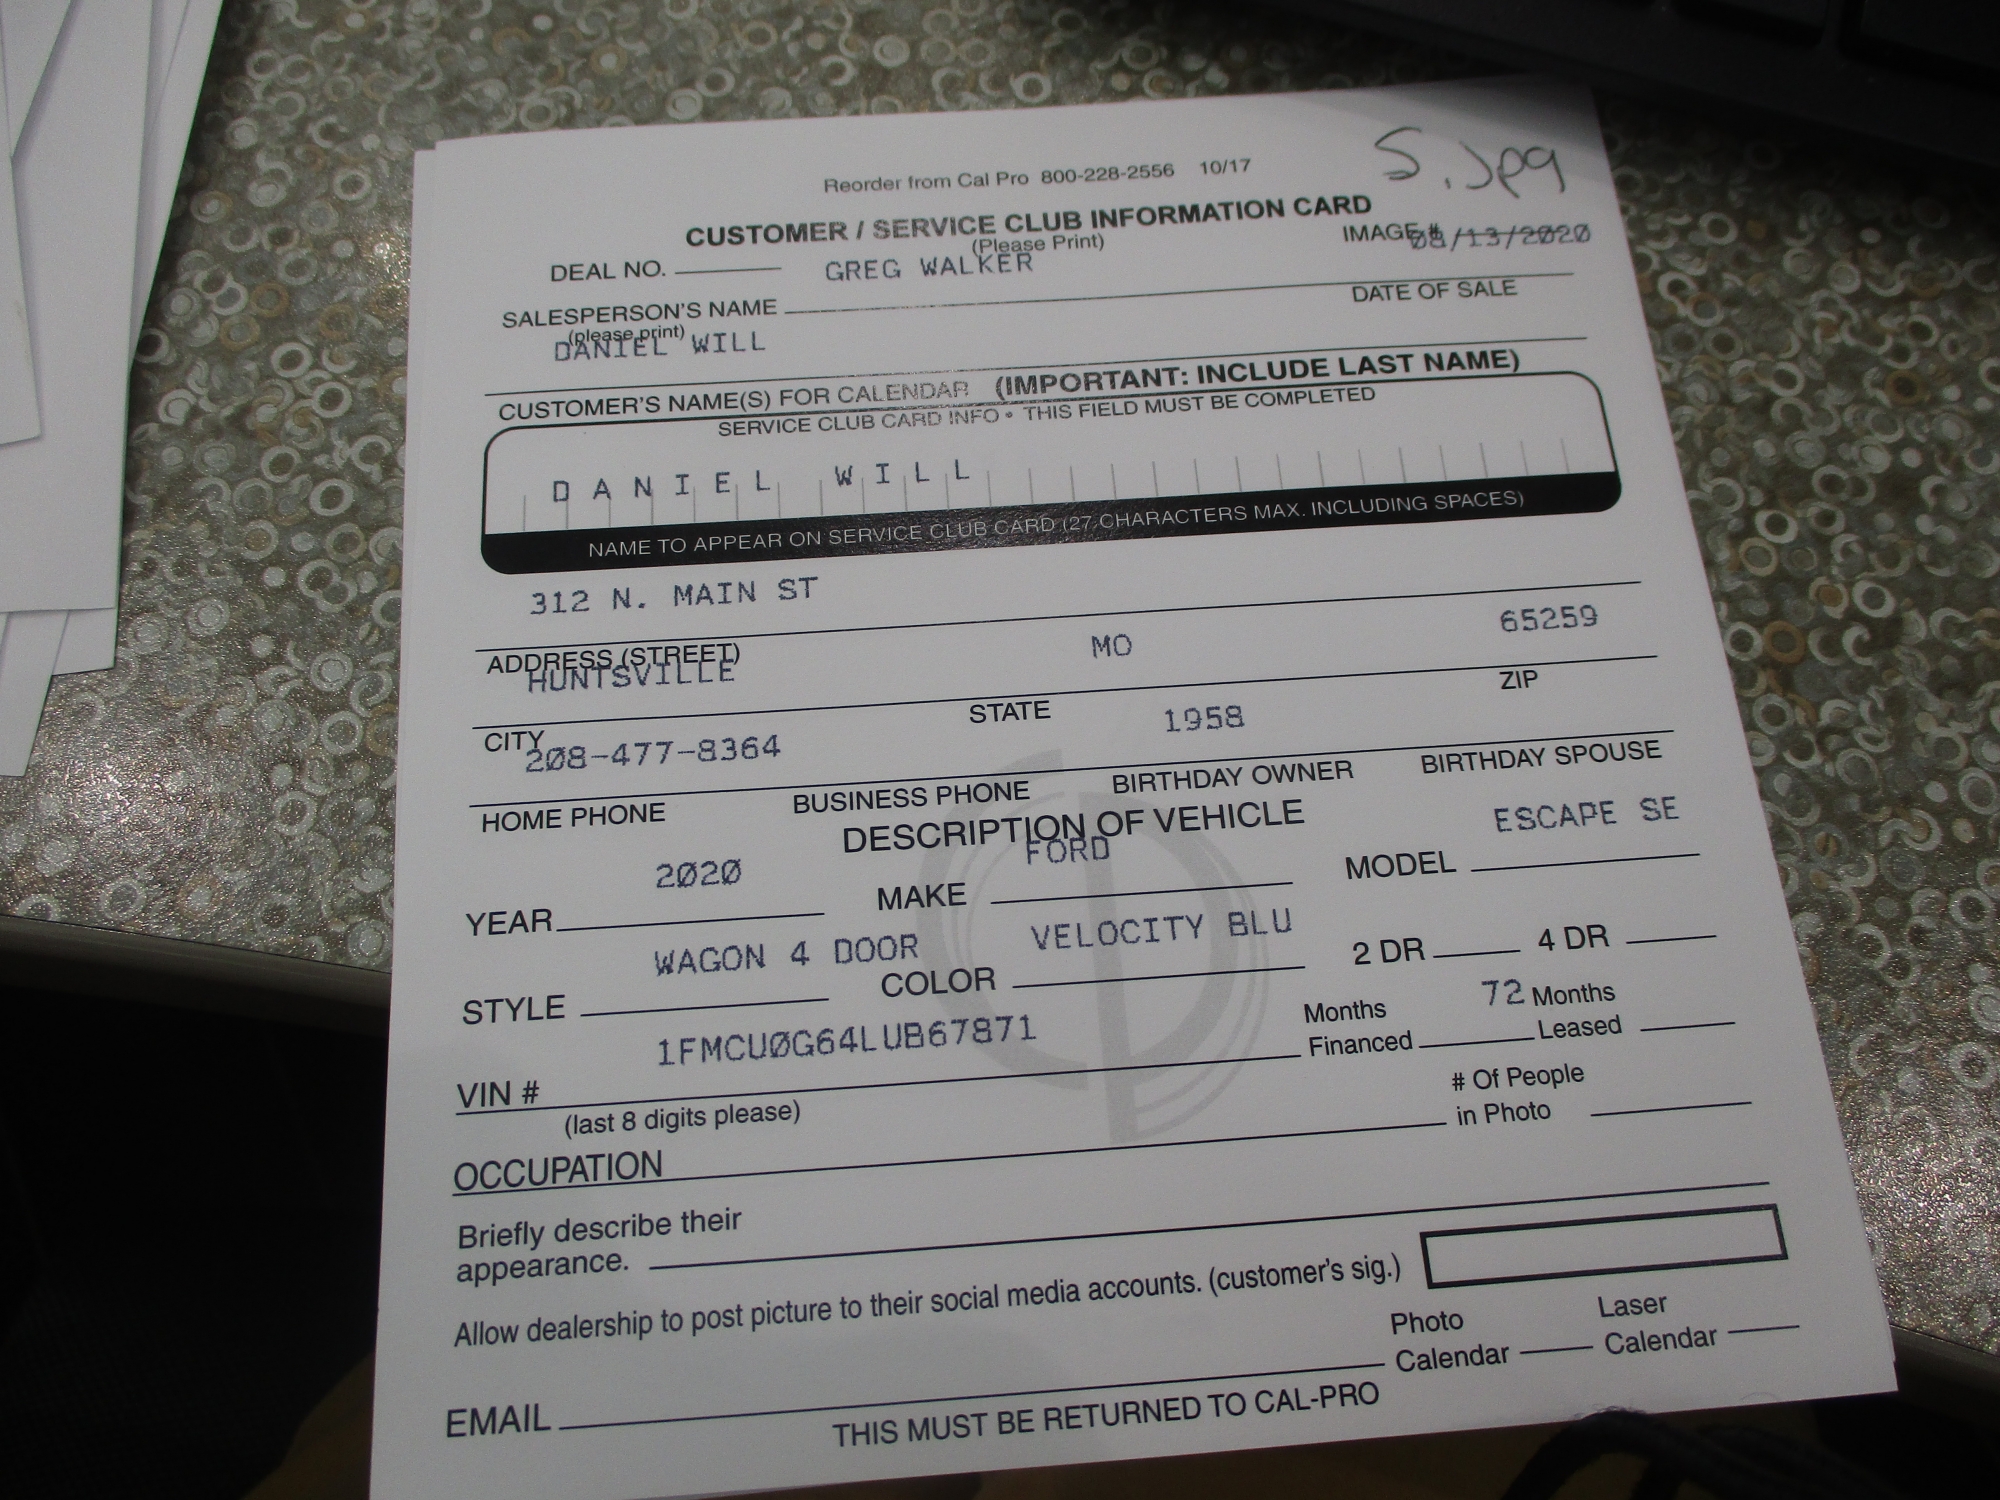 S.Jpg
Reorder from Cal Pro 800-228-2556 10/17
CUSTOMER / SERVICE CLUB INFORMATION CARD
(Please Print)
IMAGE # 08/13/2020
DEAL NO. GREG WALKER
SALESPERSON'S NAME DATE OF SALE
(please print)
DANIEL WILL
CUSTOMER'S NAME(S) FOR CALENDAR (IMPORTANT: INCLUDE LAST NAME)
SERVICE CLUB CARD INFO • THIS FIELD MUST BE COMPLETED
DANIEL WILL
NAME TO APPEAR ON SERVICE CLUB CARD (27 CHARACTERS MAX. INCLUDING SPACES)
312 N. MAIN ST
ADDRESS (STREET)
HUNTSVILLE MO 65259
CITY STATE ZIP
208-477-8364 1958
HOME PHONE BUSINESS PHONE BIRTHDAY OWNER BIRTHDAY SPOUSE
DESCRIPTION OF VEHICLE
2020 FORD ESCAPE SE
YEAR MAKE MODEL
WAGON 4 DOOR VELOCITY BLU
STYLE COLOR 2 DR 4 DR
1FMCU0G64LUB67871 72
VIN # Months Financed Months Leased
(last 8 digits please)
# Of People in Photo
OCCUPATION
Briefly describe their
appearance.
Allow dealership to post picture to their social media accounts. (customer's sig.)
Photo Calendar Laser Calendar
EMAIL
THIS MUST BE RETURNED TO CAL-PRO